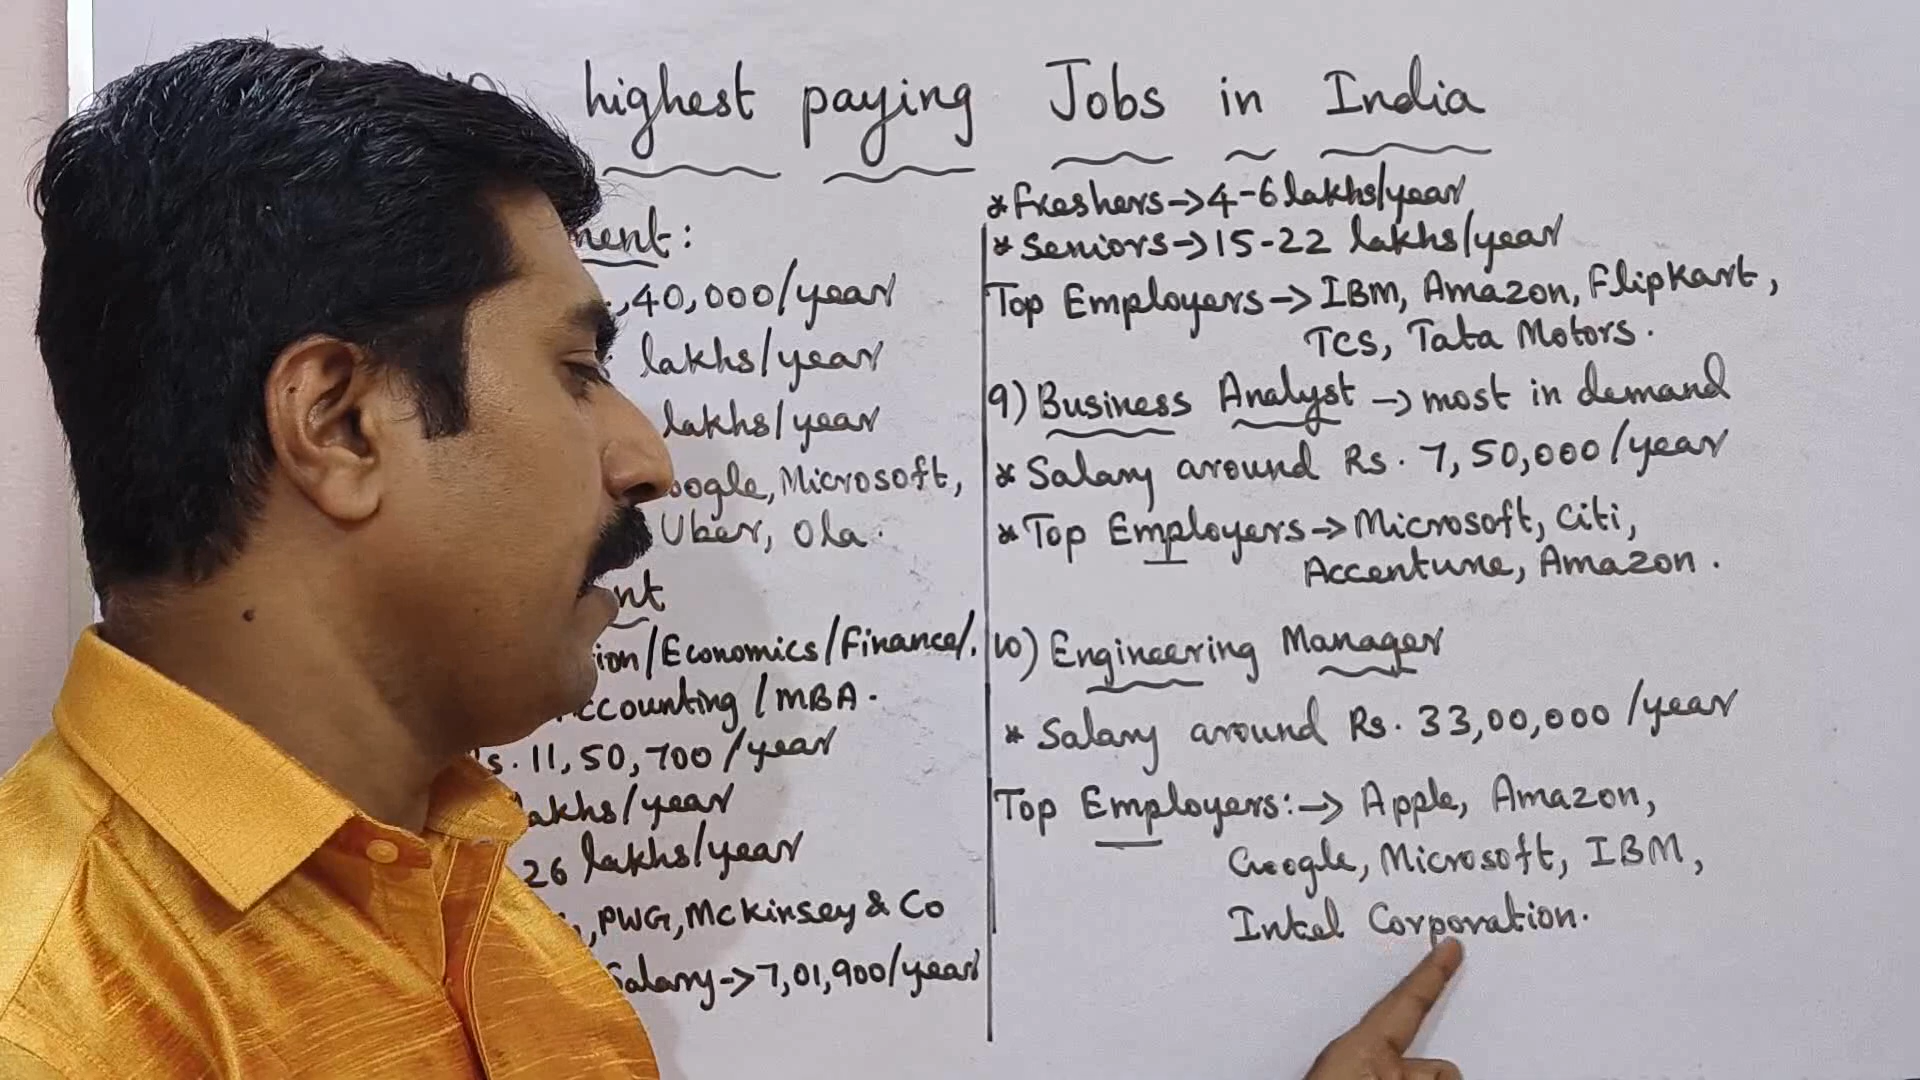 highest paying Jobs in India
ment:
,40,000/year
lakhs/year
lakhs/year
oogle, Microsoft,
Uber, Ola.
nt
ion/Economics/Finance/.
Accounting/MBA.
s. 11,50,700/year
lakhs/year
26 lakhs/year
, PWG, McKinsey & Co
Salary → 7,01,900/year
* Freshers → 4-6 lakhs/year
* Seniors → 15-22 lakhs/year
Top Employers → IBM, Amazon, Flipkart,
TCS, Tata Motors.
9) Business Analyst → most in demand
* Salary around Rs. 7,50,000/year
* Top Employers → Microsoft, Citi,
Accenture, Amazon.
10) Engineering Manager
* Salary around Rs. 33,00,000/year
Top Employers: → Apple, Amazon,
Google, Microsoft, IBM,
Intel Corporation.